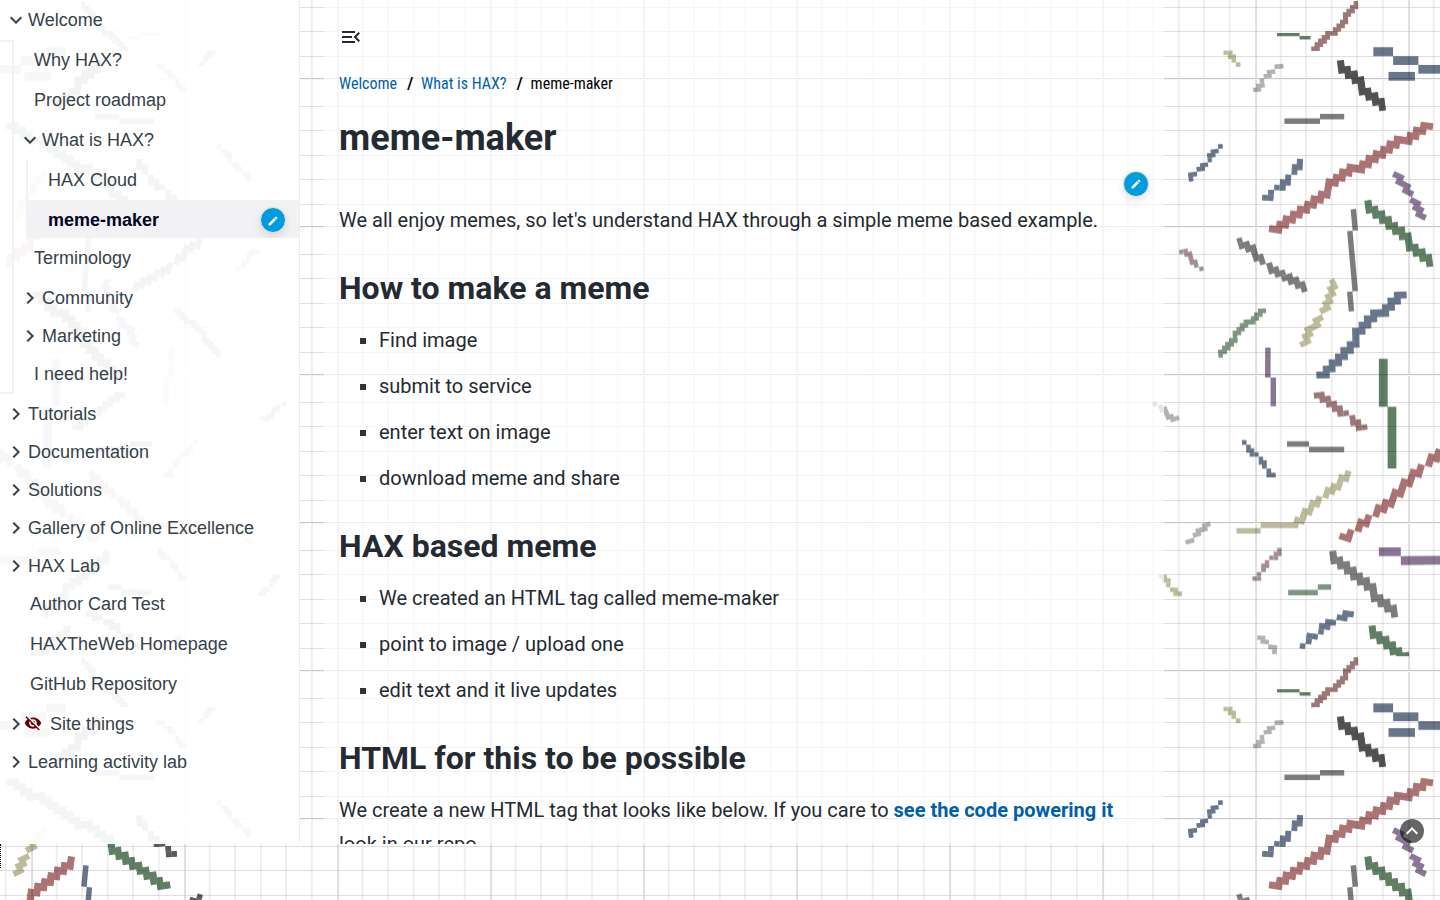 Welcome
Why HAX?
Project roadmap
What is HAX?
HAX Cloud
meme-maker
Terminology
Community
Marketing
I need help!
Tutorials
Documentation
Solutions
Gallery of Online Excellence
HAX Lab
Author Card Test
HAXTheWeb Homepage
GitHub Repository
Site things
Learning activity lab
Welcome / What is HAX? / meme-maker
meme-maker
We all enjoy memes, so let's understand HAX through a simple meme based example.
How to make a meme
Find image
submit to service
enter text on image
download meme and share
HAX based meme
We created an HTML tag called meme-maker
point to image / upload one
edit text and it live updates
HTML for this to be possible
We create a new HTML tag that looks like below. If you care to see the code powering it
look in our repo